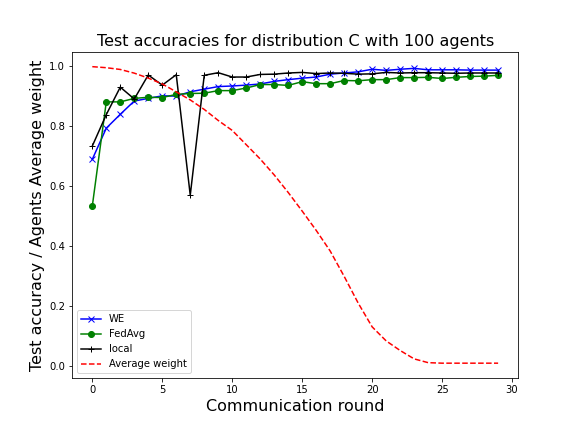 Test accuracies for distribution C with 100 agents
Test accuracy / Agents Average weight
1.0
0.8
0.6
0.4
0.2
0.0
WE
FedAvg
local
Average weight
0 5 10 15 20 25 30
Communication round